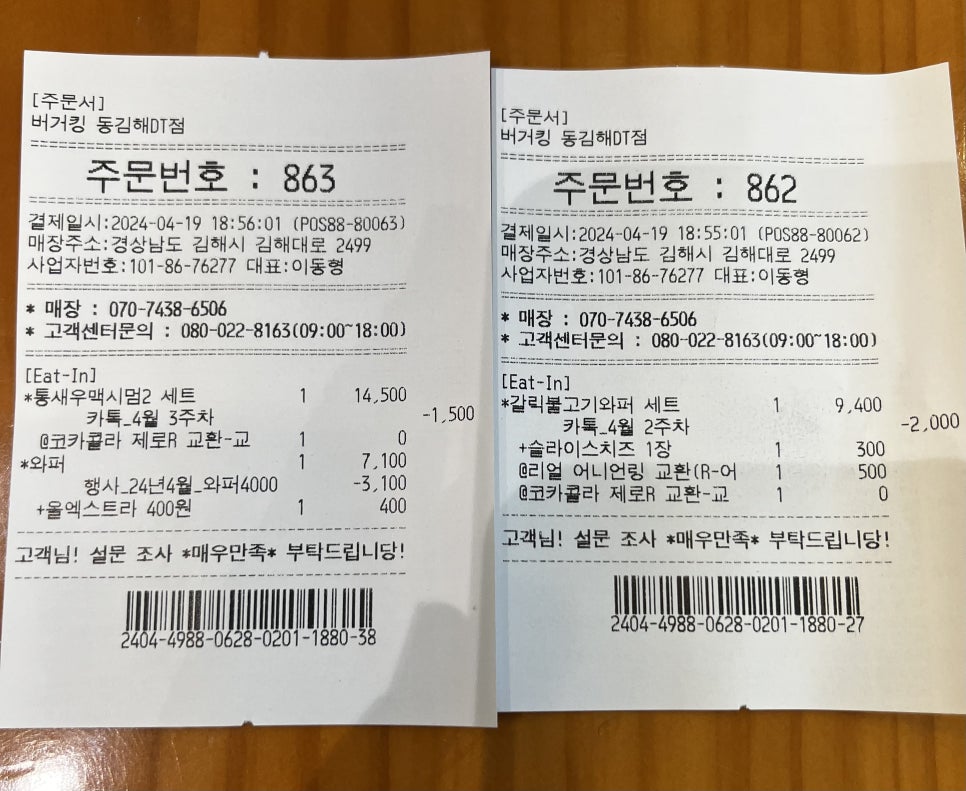 [주문서]
버거킹 동김해DT점
주문번호 : 863
결제일시:2024-04-19 18:56:01 (POS88-80063)
매장주소:경상남도 김해시 김해대로 2499
사업자번호:101-86-76277 대표:이동형
* 매장 : 070-7438-6506
* 고객센터문의 : 080-022-8163(09:00~18:00)
[Eat-In]
*통새우맥시멈2 세트 1 14,500
카톡_4월 3주차 -1,500
@코카콜라 제로R 교환-교 1 0
*와퍼 1 7,100
행사_24년4월_와퍼4000 -3,100
+올엑스트라 400원 1 400
고객님! 설문 조사 *매우만족* 부탁드립니당!
2404-4988-0628-0201-1880-38
[주문서]
버거킹 동김해DT점
주문번호 : 862
결제일시:2024-04-19 18:55:01 (POS88-80062)
매장주소:경상남도 김해시 김해대로 2499
사업자번호:101-86-76277 대표:이동형
* 매장 : 070-7438-6506
* 고객센터문의 : 080-022-8163(09:00~18:00)
[Eat-In]
*갈릭불고기와퍼 세트 1 9,400
카톡_4월 2주차 -2,000
+슬라이스치즈 1장 1 300
@리얼 어니언링 교환(R-어 1 500
@코카콜라 제로R 교환-교 1 0
고객님! 설문 조사 *매우만족* 부탁드립니당!
2404-4988-0628-0201-1880-27